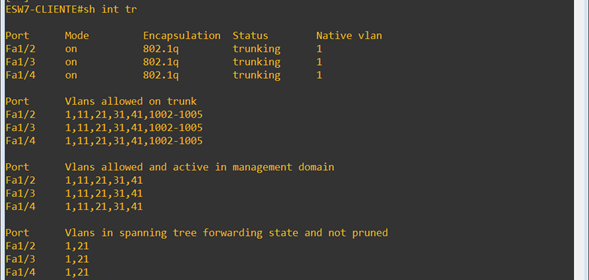 ESW7-CLIENTE#sh int tr
Port Mode Encapsulation Status Native vlan
Fa1/2 on 802.1q trunking 1
Fa1/3 on 802.1q trunking 1
Fa1/4 on 802.1q trunking 1
Port Vlans allowed on trunk
Fa1/2 1,11,21,31,41,1002-1005
Fa1/3 1,11,21,31,41,1002-1005
Fa1/4 1,11,21,31,41,1002-1005
Port Vlans allowed and active in management domain
Fa1/2 1,11,21,31,41
Fa1/3 1,11,21,31,41
Fa1/4 1,11,21,31,41
Port Vlans in spanning tree forwarding state and not pruned
Fa1/2 1,21
Fa1/3 1,21
Fa1/4 1,21